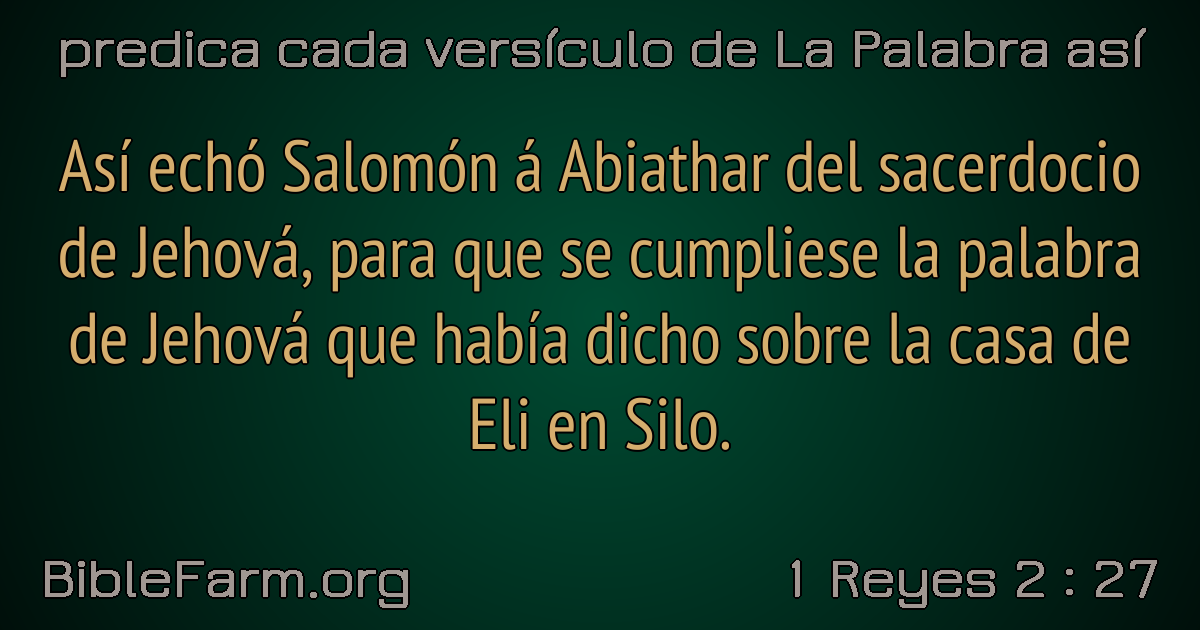 predica cada versículo de La Palabra así
Así echó Salomón á Abiathar del sacerdocio
de Jehová, para que se cumpliese la palabra
de Jehová que había dicho sobre la casa de
Eli en Silo.
BibleFarm.org
1 Reyes 2 : 27